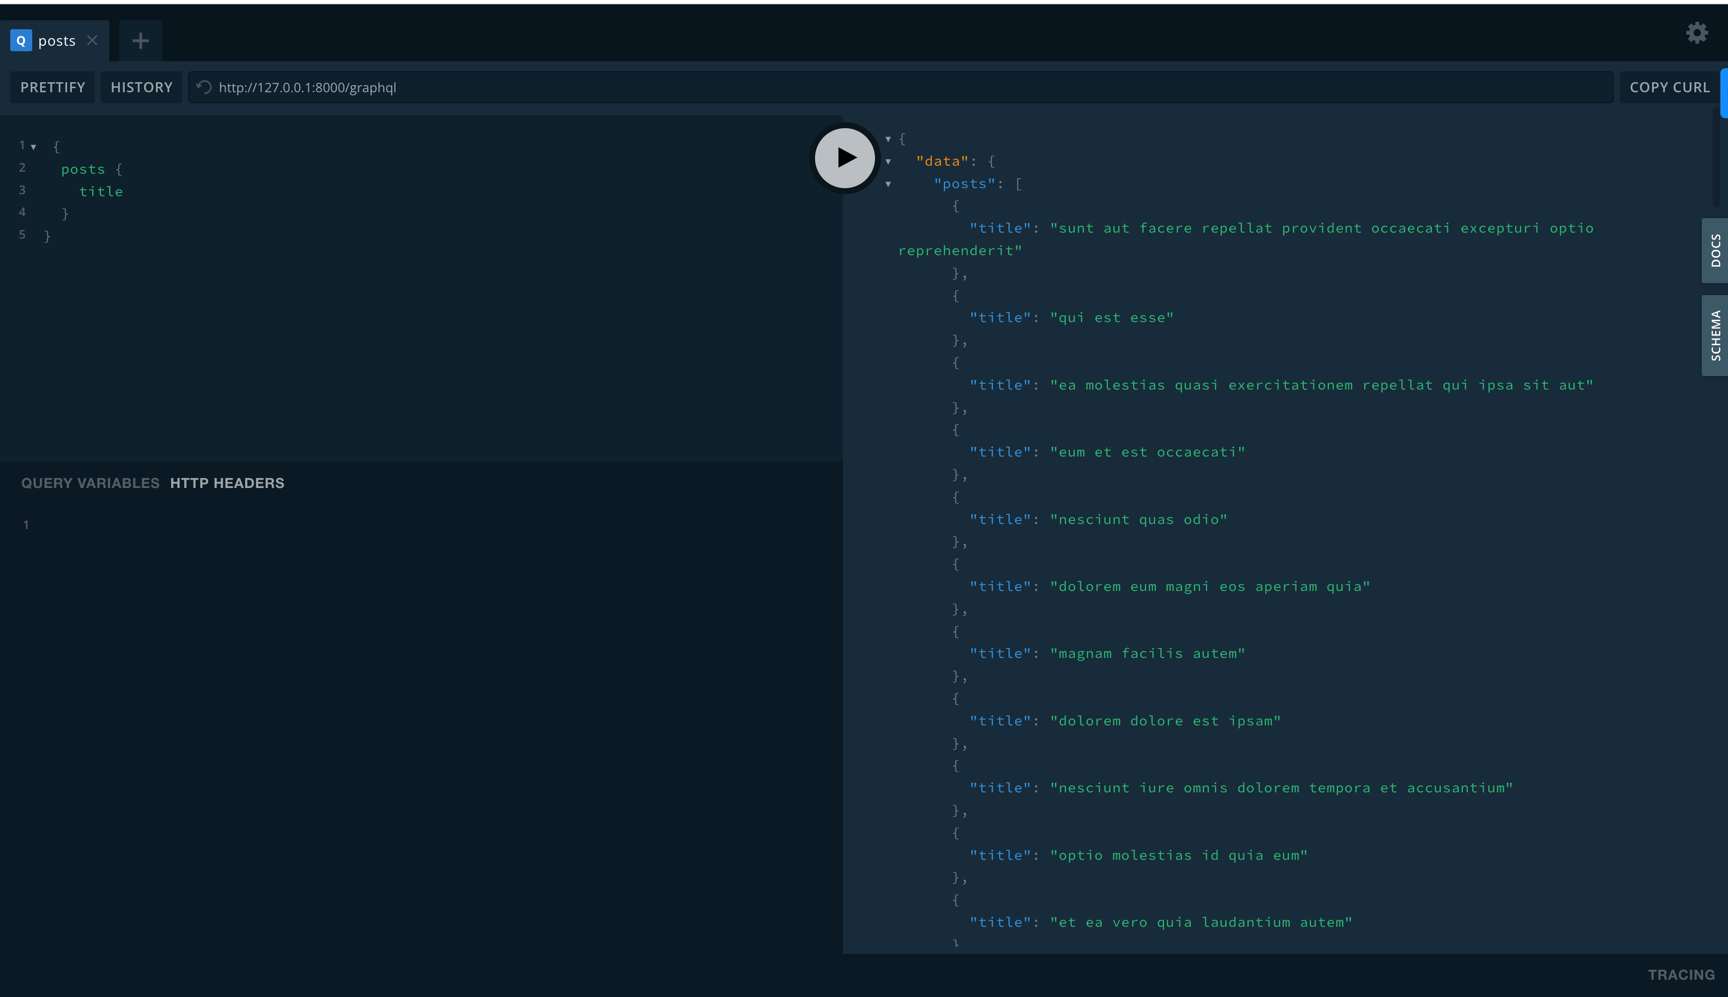 Q posts
PRETTIFY HISTORY http://127.0.0.1:8000/graphql COPY CURL
1 {
2 posts {
3 title
4 }
5 }
QUERY VARIABLES HTTP HEADERS
1
{
"data": {
"posts": [
{
"title": "sunt aut facere repellat provident occaecati excepturi optio
reprehenderit"
},
{
"title": "qui est esse"
},
{
"title": "ea molestias quasi exercitationem repellat qui ipsa sit aut"
},
{
"title": "eum et est occaecati"
},
{
"title": "nesciunt quas odio"
},
{
"title": "dolorem eum magni eos aperiam quia"
},
{
"title": "magnam facilis autem"
},
{
"title": "dolorem dolore est ipsam"
},
{
"title": "nesciunt iure omnis dolorem tempora et accusantium"
},
{
"title": "optio molestias id quia eum"
},
{
"title": "et ea vero quia laudantium autem"
}
DOCS
SCHEMA
TRACING